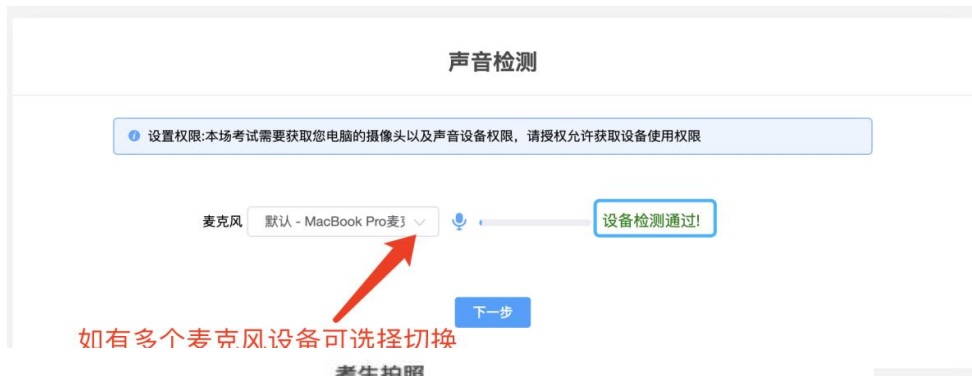 声音检测
设置权限:本场考试需要获取您电脑的摄像头以及声音设备权限，请授权允许获取设备使用权限
麦克风 默认 - MacBook Pro麦 设备检测通过!
下一步
如有多个麦克风设备可选择切换
考生拍照